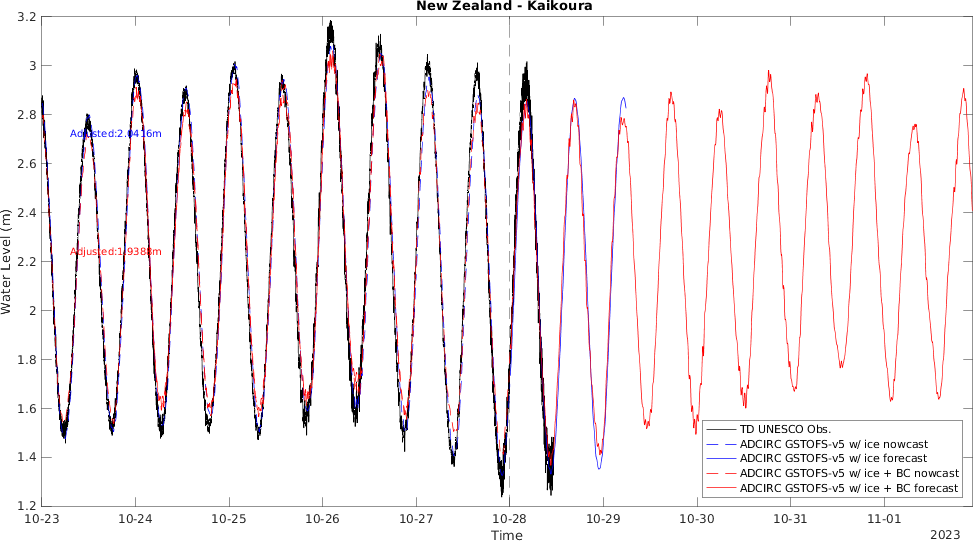 New Zealand - Kaikoura
3.2
3
2.8
2.6
2.4
2.2
2
1.8
1.6
1.4
1.2
Water Level (m)
Adjusted:2.0416m
Adjusted:1.9388m
TD UNESCO Obs.
ADCIRC GSTOFS-v5 w/ ice nowcast
ADCIRC GSTOFS-v5 w/ ice forecast
ADCIRC GSTOFS-v5 w/ ice + BC nowcast
ADCIRC GSTOFS-v5 w/ ice + BC forecast
10-23 10-24 10-25 10-26 10-27 10-28 10-29 10-30 10-31 11-01
Time
2023